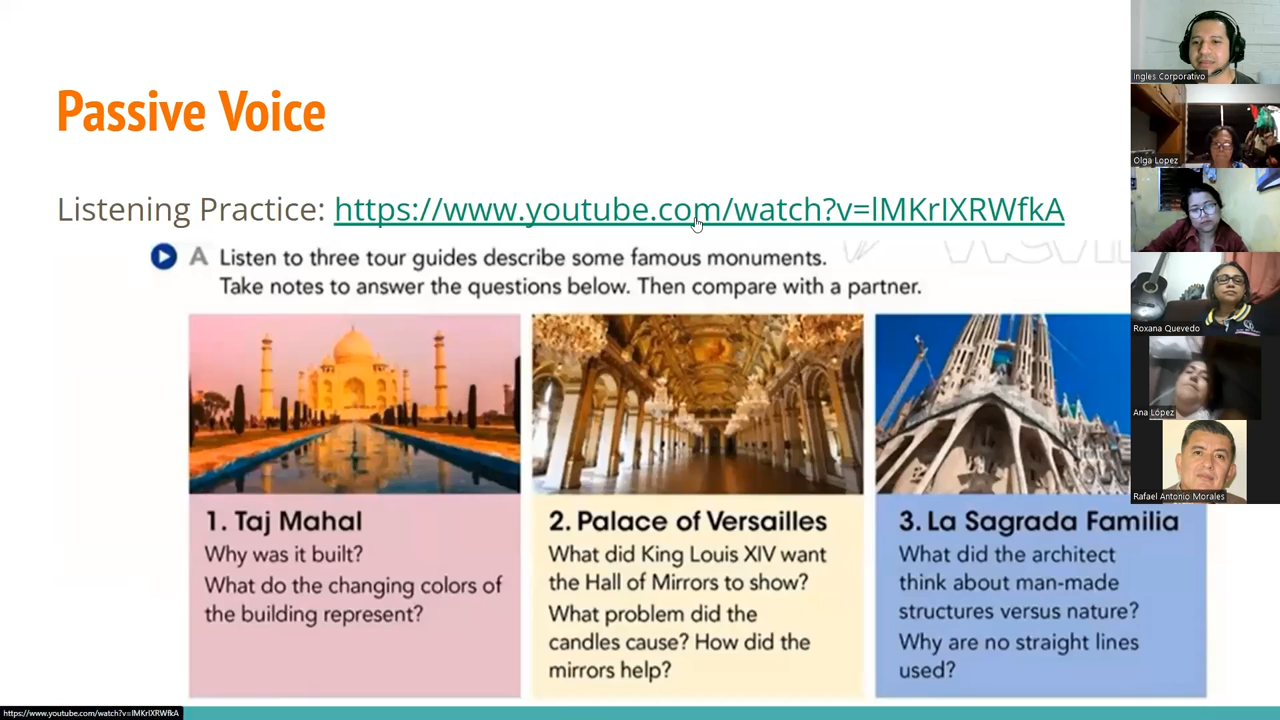 Passive Voice
Listening Practice: https://www.youtube.com/watch?v=lMKrIXRWfkA
A Listen to three tour guides describe some famous monuments.
Take notes to answer the questions below. Then compare with a partner.
1. Taj Mahal
Why was it built?
What do the changing colors of
the building represent?
2. Palace of Versailles
What did King Louis XIV want
the Hall of Mirrors to show?
What problem did the
candles cause? How did the
mirrors help?
3. La Sagrada Familia
What did the architect
think about man-made
structures versus nature?
Why are no straight lines
used?
Ingles Corporativo
Olga Lopez
Roxana Quevedo
Ana López
Rafael Antonio Morales
https://www.youtube.com/watch?v=lMKrIXRWfkA